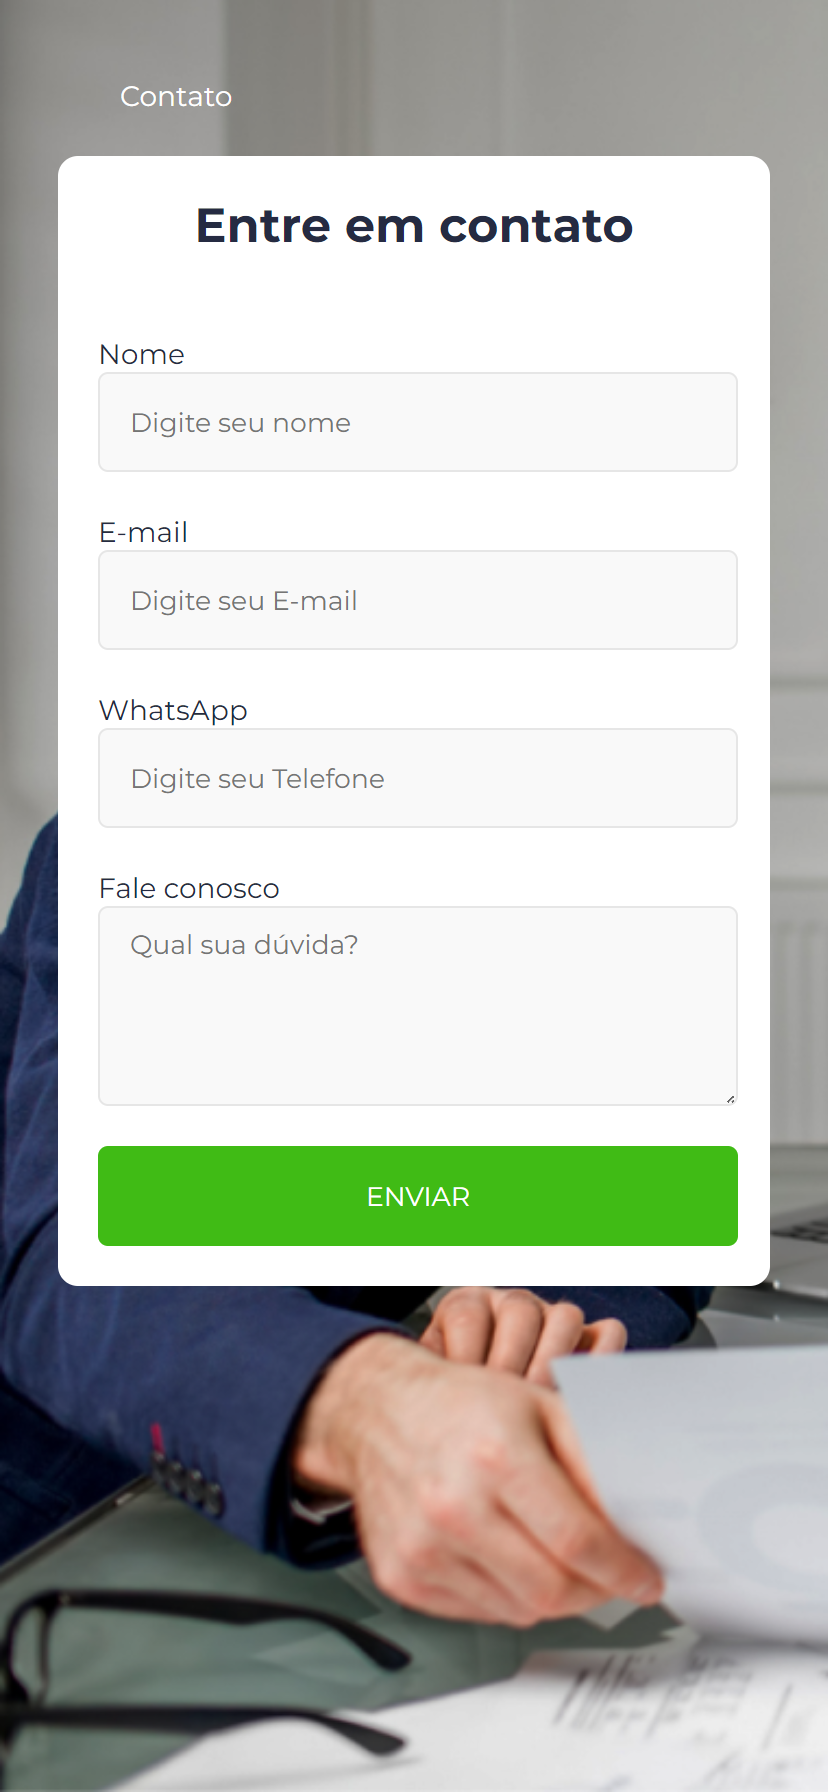 Contato
Entre em contato
Nome
Digite seu nome
E-mail
Digite seu E-mail
WhatsApp
Digite seu Telefone
Fale conosco
Qual sua dúvida?
ENVIAR